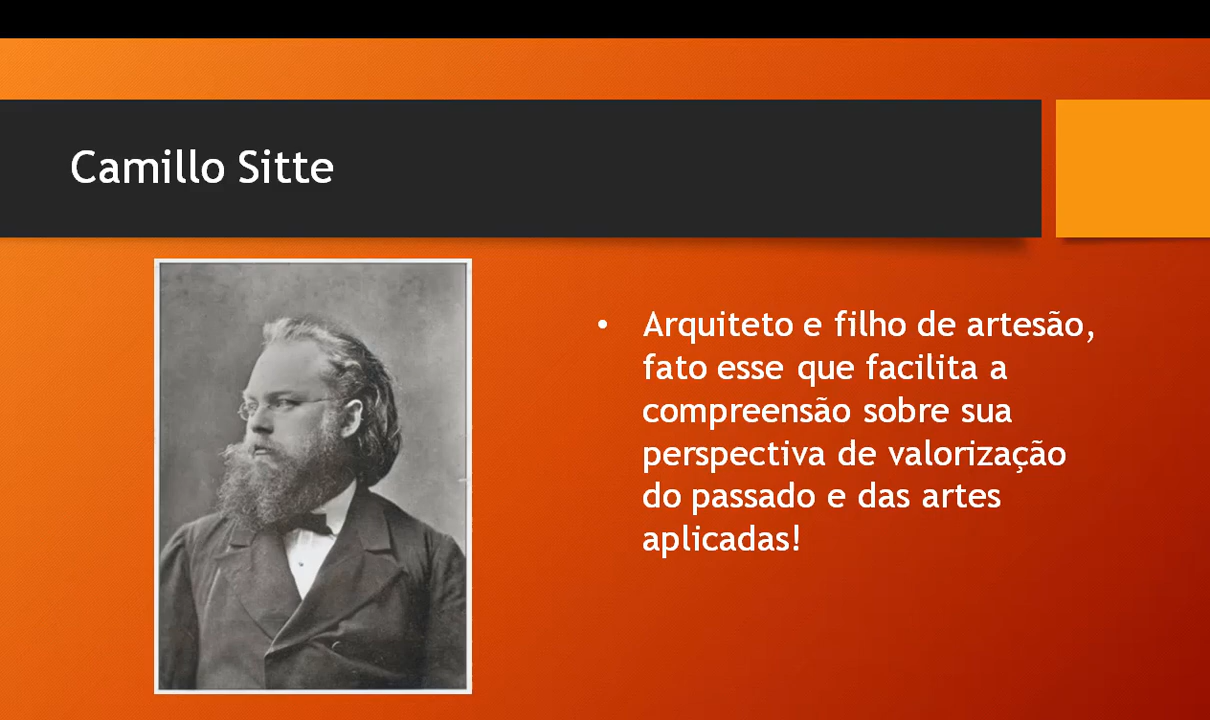 Camillo Sitte
• Arquiteto e filho de artesão,
fato esse que facilita a
compreensão sobre sua
perspectiva de valorização
do passado e das artes
aplicadas!